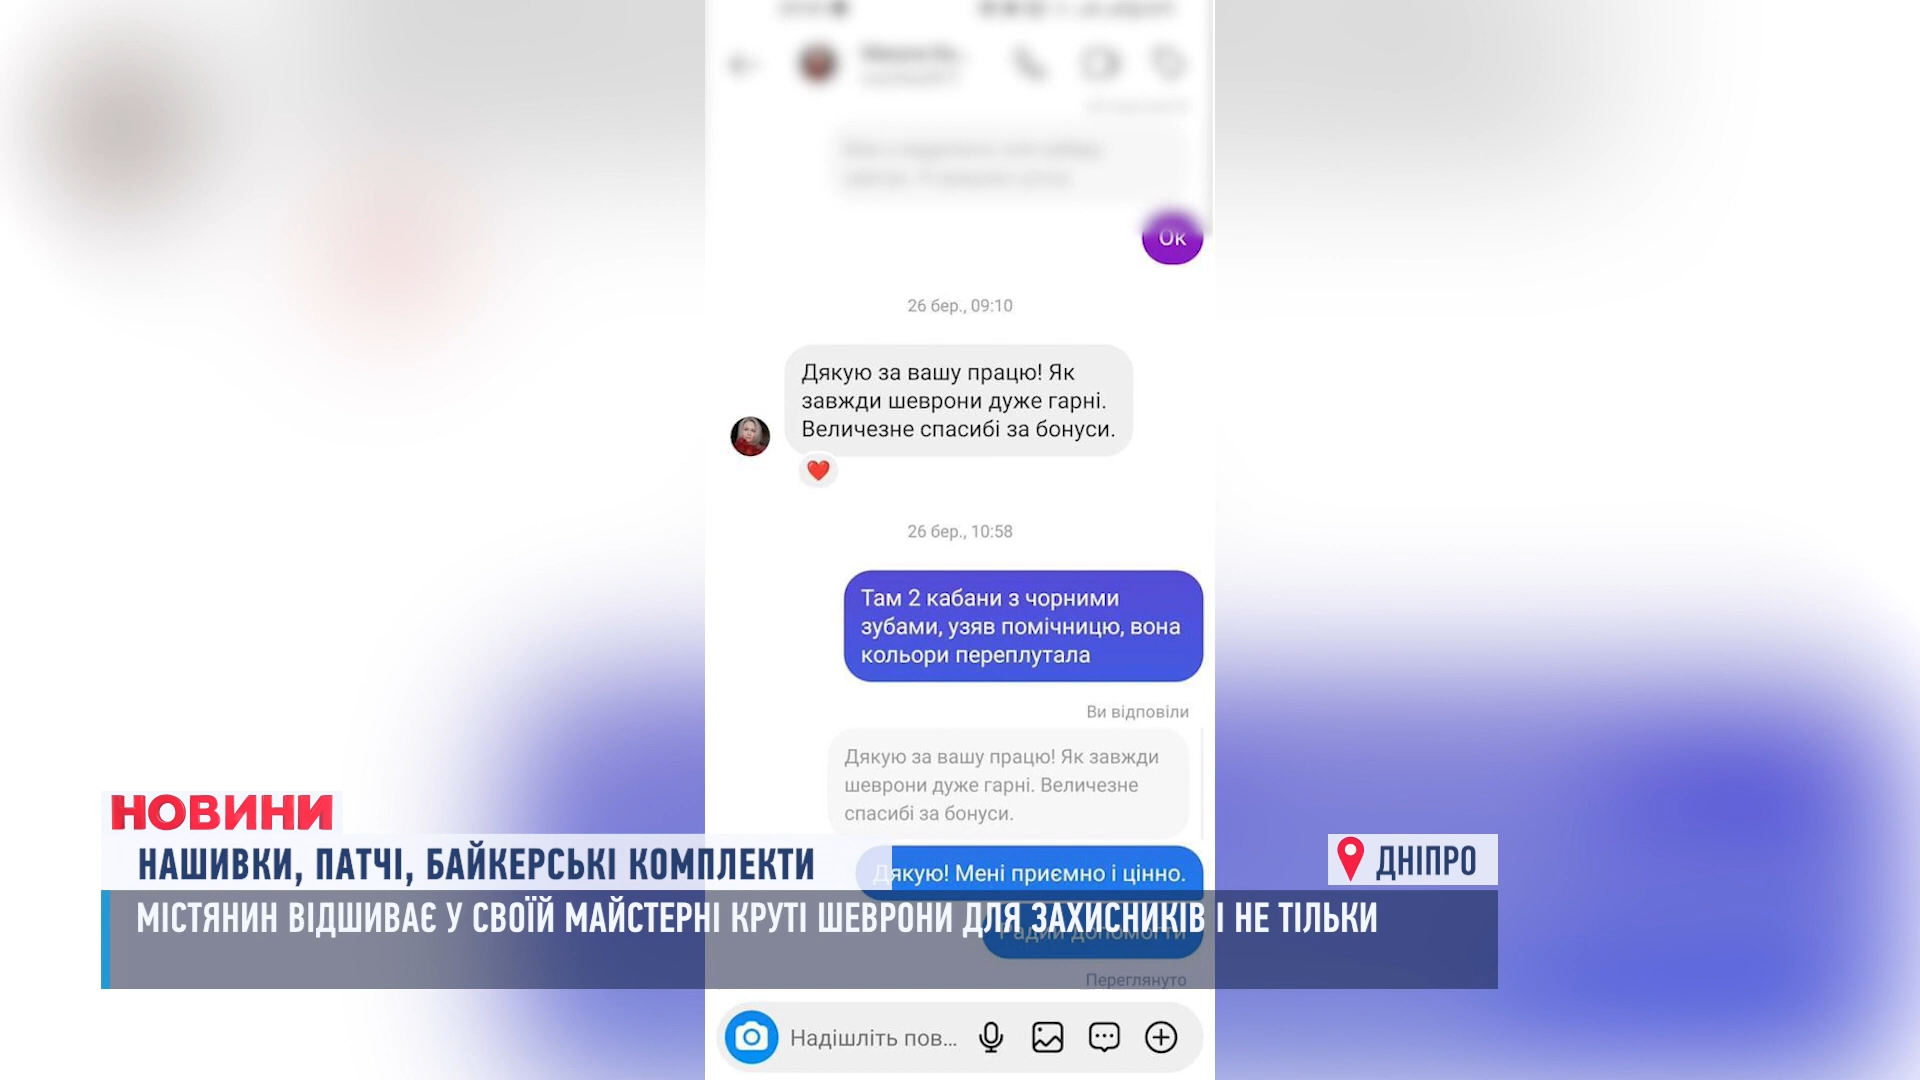 Ок
26 бер., 09:10
Дякую за вашу працю! Як
завжди шеврони дуже гарні.
Величезне спасибі за бонуси.
26 бер., 10:58
Там 2 кабани з чорними
зубами, узяв помічницю, вона
кольори переплутала
Ви відповіли
Дякую за вашу працю! Як завжди
шеврони дуже гарні. Величезне
спасибі за бонуси.
Дякую! Мені приємно і цінно.
Радий допомогти
Переглянуто
Надішліть пов...
НОВИНИ
НАШИВКИ, ПАТЧІ, БАЙКЕРСЬКІ КОМПЛЕКТИ
ДНІПРО
МІСТЯНИН ВІДШИВАЄ У СВОЇЙ МАЙСТЕРНІ КРУТІ ШЕВРОНИ ДЛЯ ЗАХИСНИКІВ І НЕ ТІЛЬКИ